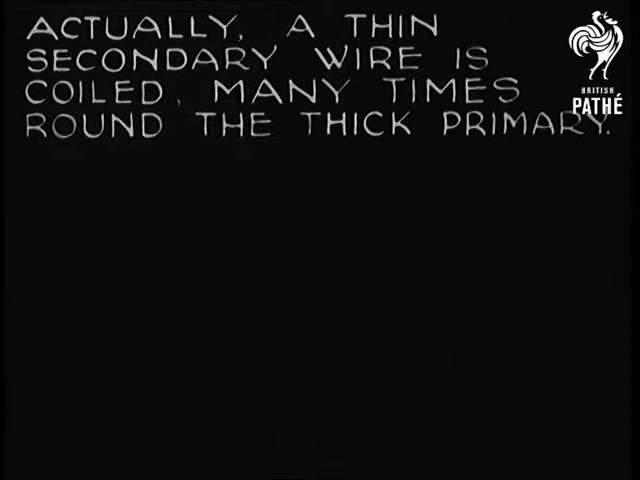 ACTUALLY, A THIN
SECONDARY WIRE IS
COILED, MANY TIMES
ROUND THE THICK PRIMARY.
BRITISH
PATHÉ